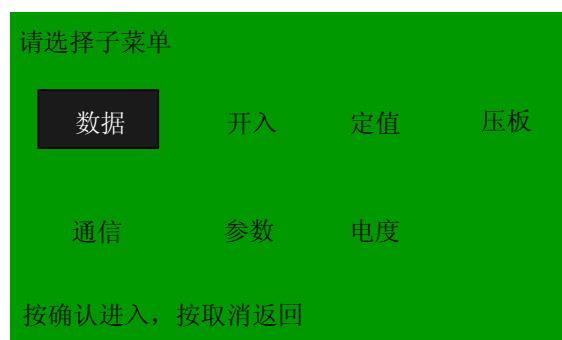 请选择子菜单
数据 开入 定值 压板
通信 参数 电度
按确认进入，按取消返回